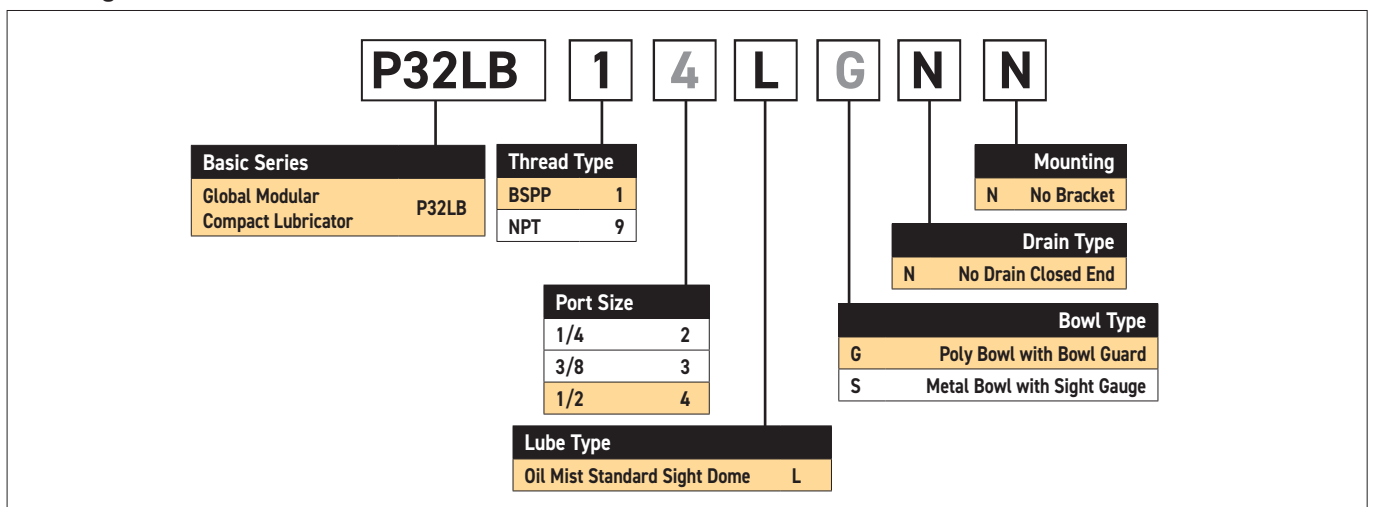 P32LB 1 4 L G N N
Basic Series
Global Modular
Compact Lubricator P32LB
Thread Type
BSPP 1
NPT 9
Mounting
N No Bracket
Drain Type
N No Drain Closed End
Port Size
1/4 2
3/8 3
1/2 4
Bowl Type
G Poly Bowl with Bowl Guard
S Metal Bowl with Sight Gauge
Lube Type
Oil Mist Standard Sight Dome L